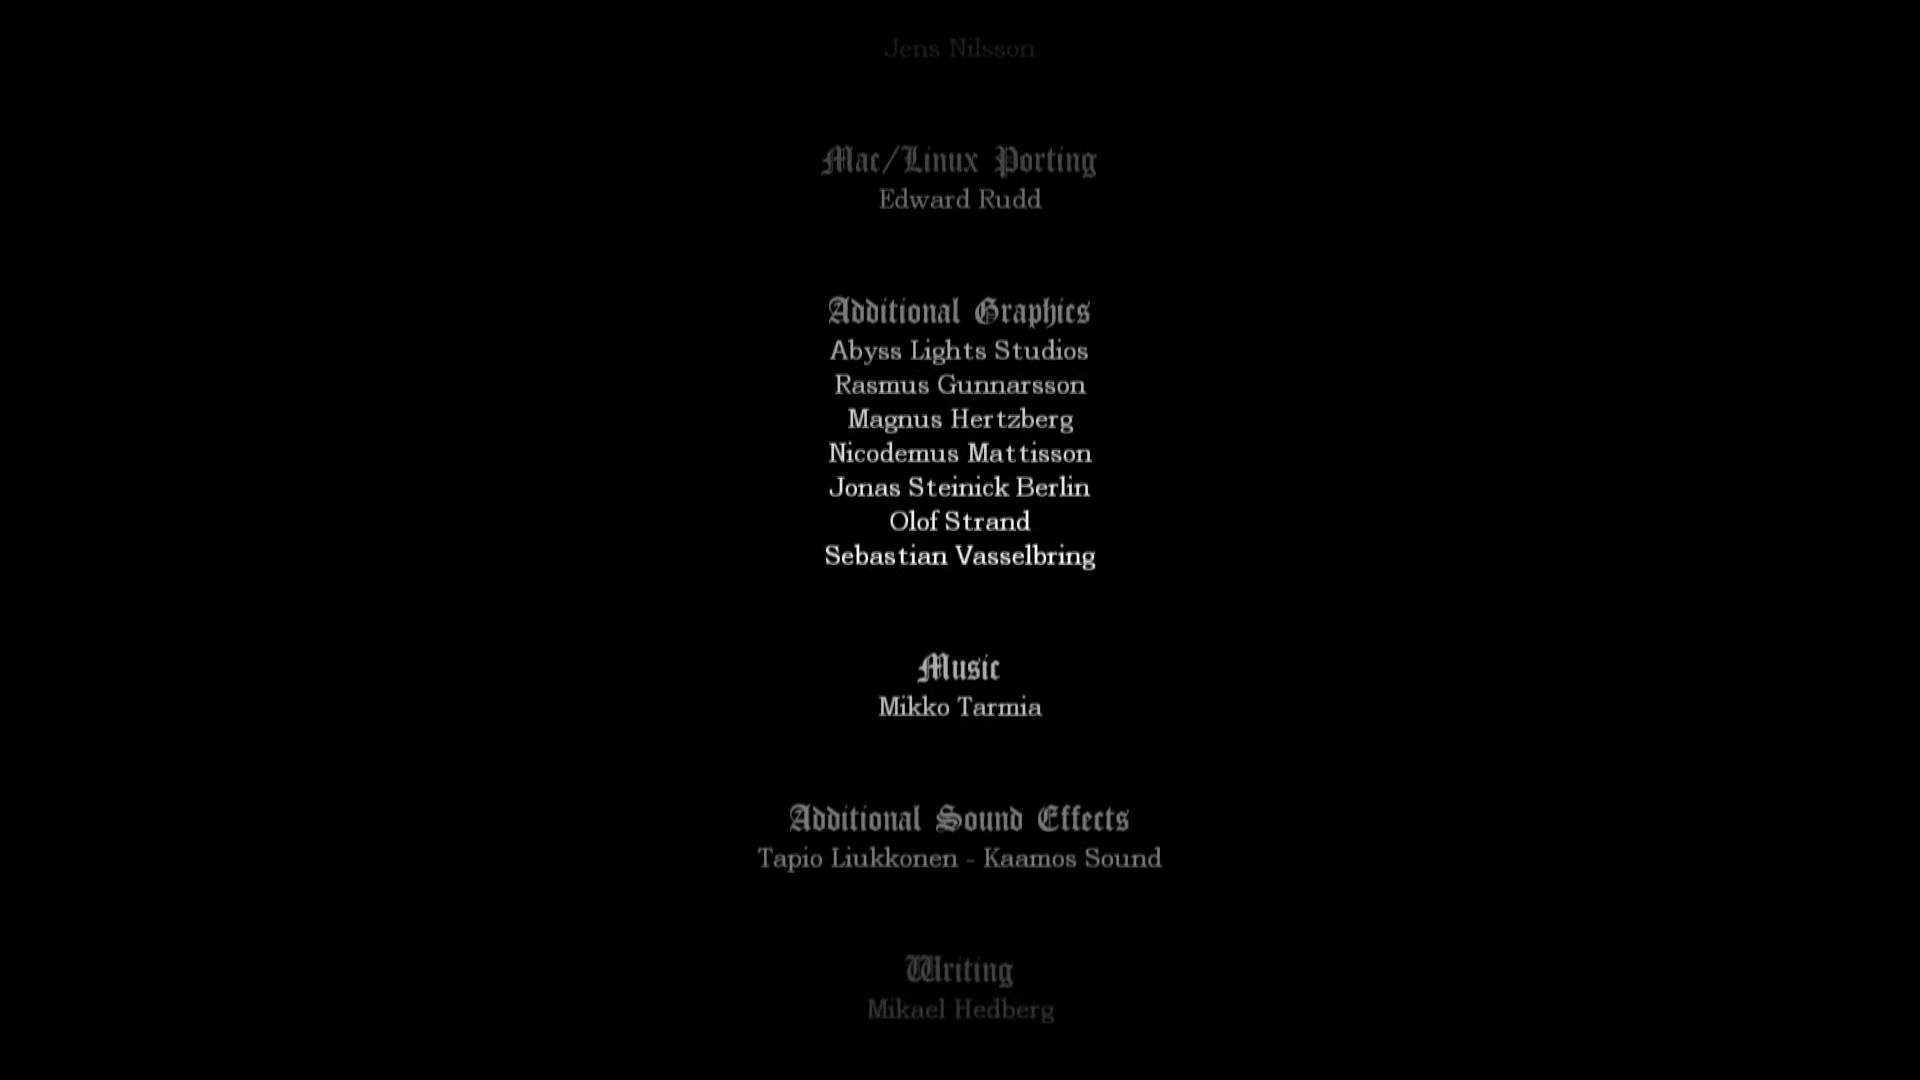 Jens Nilsson
Mac/Linux Porting
Edward Rudd
Additional Graphics
Abyss Lights Studios
Rasmus Gunnarsson
Magnus Hertzberg
Nicodemus Mattisson
Jonas Steinick Berlin
Olof Strand
Sebastian Vasselbring
Music
Mikko Tarmia
Additional Sound Effects
Tapio Liukkonen - Kaamos Sound
Writing
Mikael Hedberg